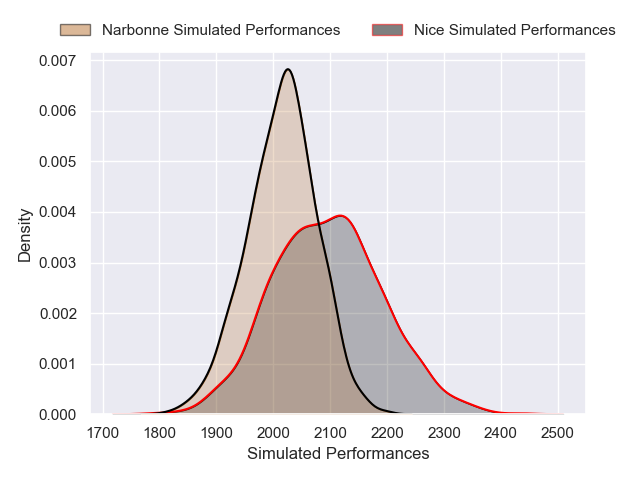 Narbonne Simulated Performances Nice Simulated Performances
0.007
0.006
0.005
0.004
0.003
0.002
0.001
0.000
Density
1700 1800 1900 2000 2100 2200 2300 2400 2500
Simulated Performances